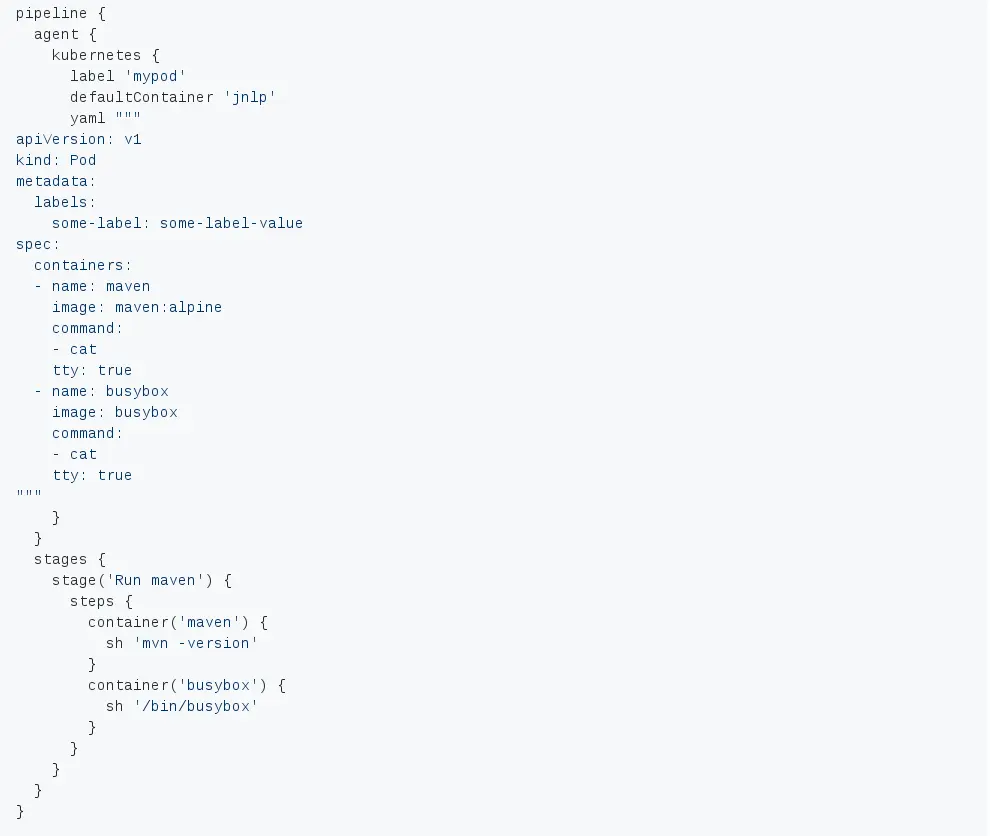 pipeline {
  agent {
    kubernetes {
      label 'mypod'
      defaultContainer 'jnlp'
      yaml """
apiVersion: v1
kind: Pod
metadata:
  labels:
    some-label: some-label-value
spec:
  containers:
  - name: maven
    image: maven:alpine
    command:
    - cat
    tty: true
  - name: busybox
    image: busybox
    command:
    - cat
    tty: true
"""
    }
  }
  stages {
    stage('Run maven') {
      steps {
        container('maven') {
          sh 'mvn -version'
        }
        container('busybox') {
          sh '/bin/busybox'
        }
      }
    }
  }
}